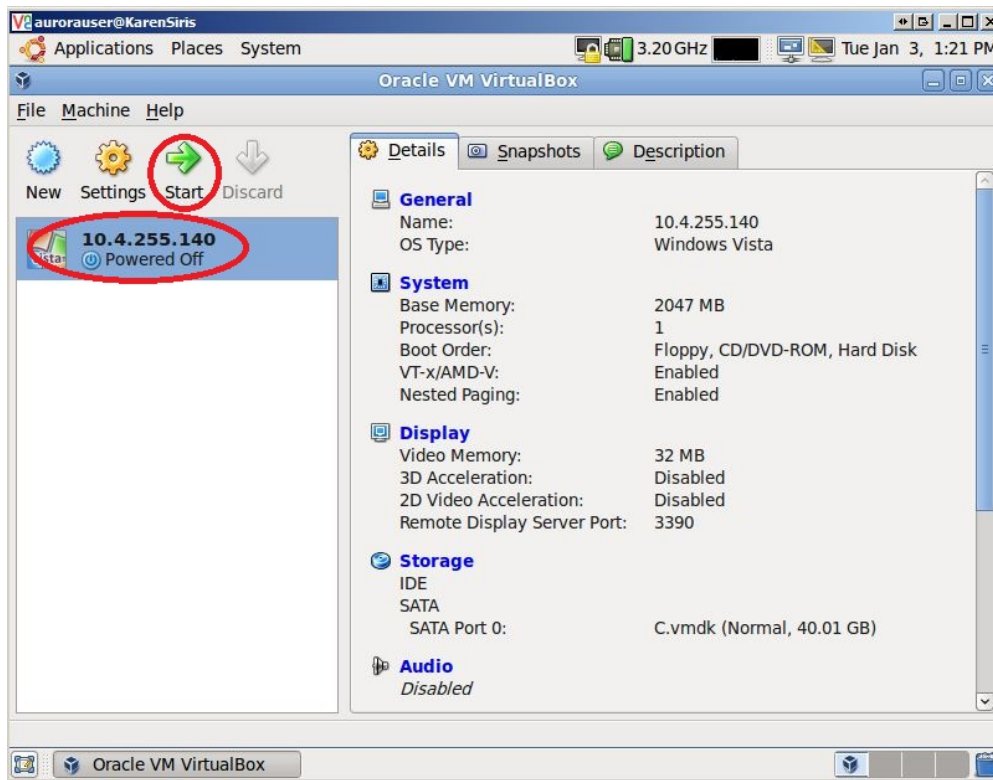 aurorauser@KarenSiris
Applications Places System 3.20 GHz Tue Jan 3, 1:21 PM
Oracle VM VirtualBox
File Machine Help
New Settings Start Discard
10.4.255.140
Powered Off
Details Snapshots Description
General
Name: 10.4.255.140
OS Type: Windows Vista
System
Base Memory: 2047 MB
Processor(s): 1
Boot Order: Floppy, CD/DVD-ROM, Hard Disk
VT-x/AMD-V: Enabled
Nested Paging: Enabled
Display
Video Memory: 32 MB
3D Acceleration: Disabled
2D Video Acceleration: Disabled
Remote Display Server Port: 3390
Storage
IDE
SATA
SATA Port 0: C.vmdk (Normal, 40.01 GB)
Audio
Disabled
Oracle VM VirtualBox